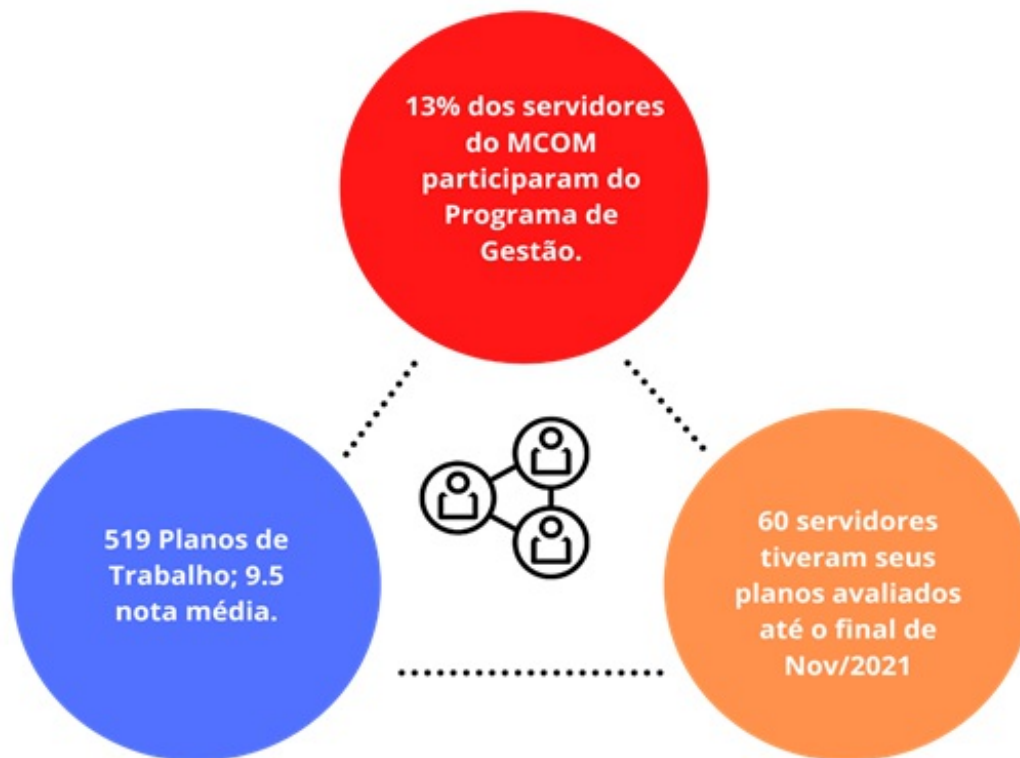 13% dos servidores
do MCOM
participaram do
Programa de
Gestão.
519 Planos de
Trabalho; 9.5
nota média.
60 servidores
tiveram seus
planos avaliados
até o final de
Nov/2021